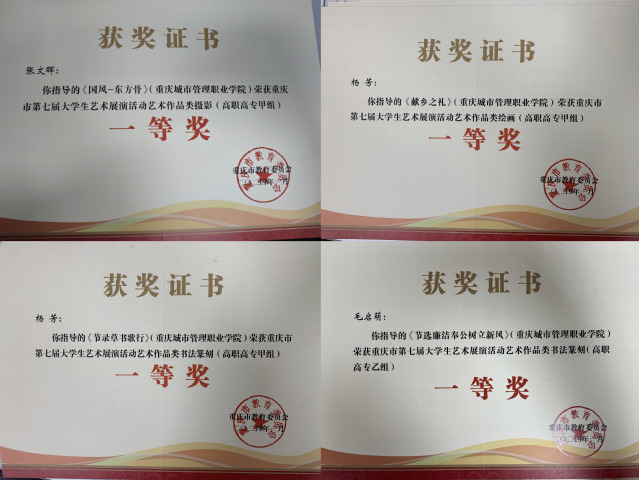 获奖证书
张文晖：
你指导的《国风-东方骨》（重庆城市管理职业学院）荣获重庆
市第七届大学生艺术展演活动艺术作品类摄影（高职高专甲组）
一等奖
重庆市教育委员会
获奖证书
杨 芳：
你指导的《献乡之礼》（重庆城市管理职业学院）荣获重庆市
第七届大学生艺术展演活动艺术作品类绘画（高职高专甲组）
一等奖
重庆市教育委员会
获奖证书
杨 芳：
你指导的《节录草书歌行》（重庆城市管理职业学院）荣获重庆市
第七届大学生艺术展演活动艺术作品类书法篆刻（高职高专甲组）
一等奖
重庆市教育委员会
获奖证书
毛启萌：
你指导的《节选廉洁奉公树立新风》（重庆城市管理职业学院）
荣获重庆市第七届大学生艺术展演活动艺术作品类书法篆刻（高职
高专乙组）
一等奖
重庆市教育委员会
二〇二四年一月